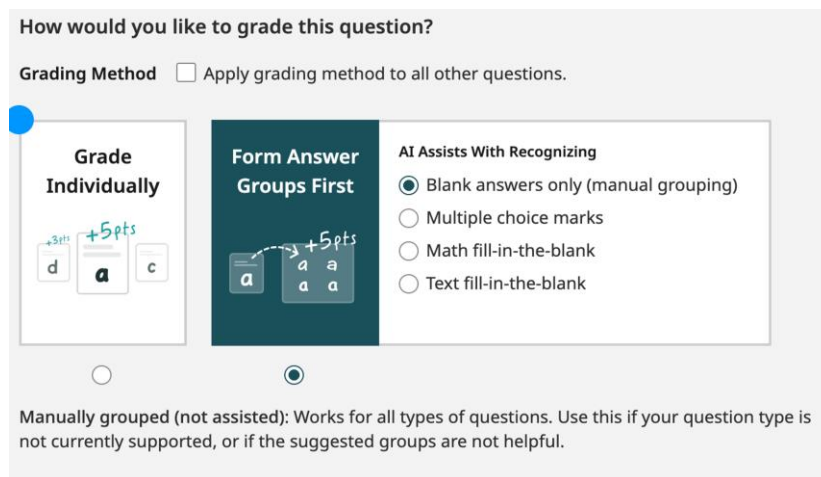 How would you like to grade this question?
Grading Method Apply grading method to all other questions.
Grade
Individually
+3pts
+5pts
d
a
c
Form Answer
Groups First
+5pts
a
a a
a a
AI Assists With Recognizing
Blank answers only (manual grouping)
Multiple choice marks
Math fill-in-the-blank
Text fill-in-the-blank
Manually grouped (not assisted): Works for all types of questions. Use this if your question type is
not currently supported, or if the suggested groups are not helpful.